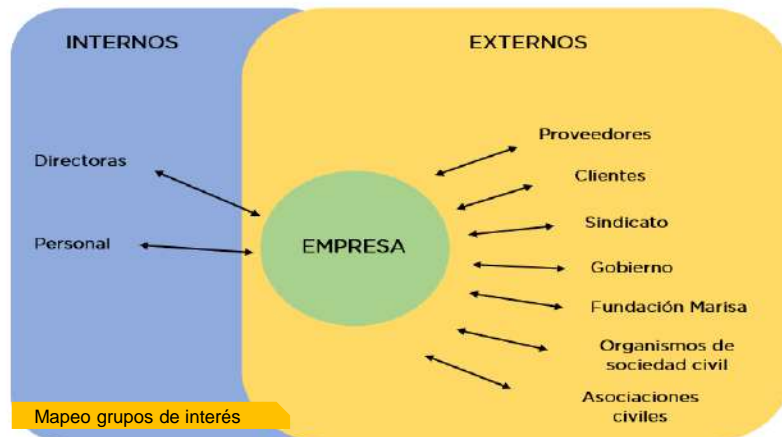 INTERNOS
EXTERNOS
Directoras
Personal
EMPRESA
Proveedores
Clientes
Sindicato
Gobierno
Fundación Marisa
Organismos de
sociedad civil
Asociaciones
civiles
Mapeo grupos de interés